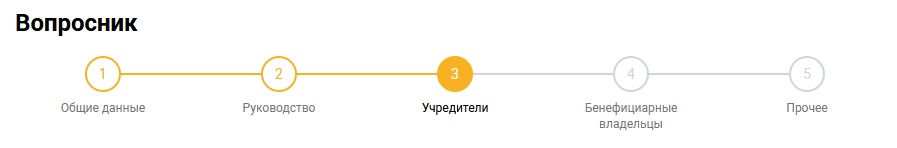 Вопросник
1 2 3 4 5
Общие данные Руководство Учредители Бенефициарные Прочее
владельцы